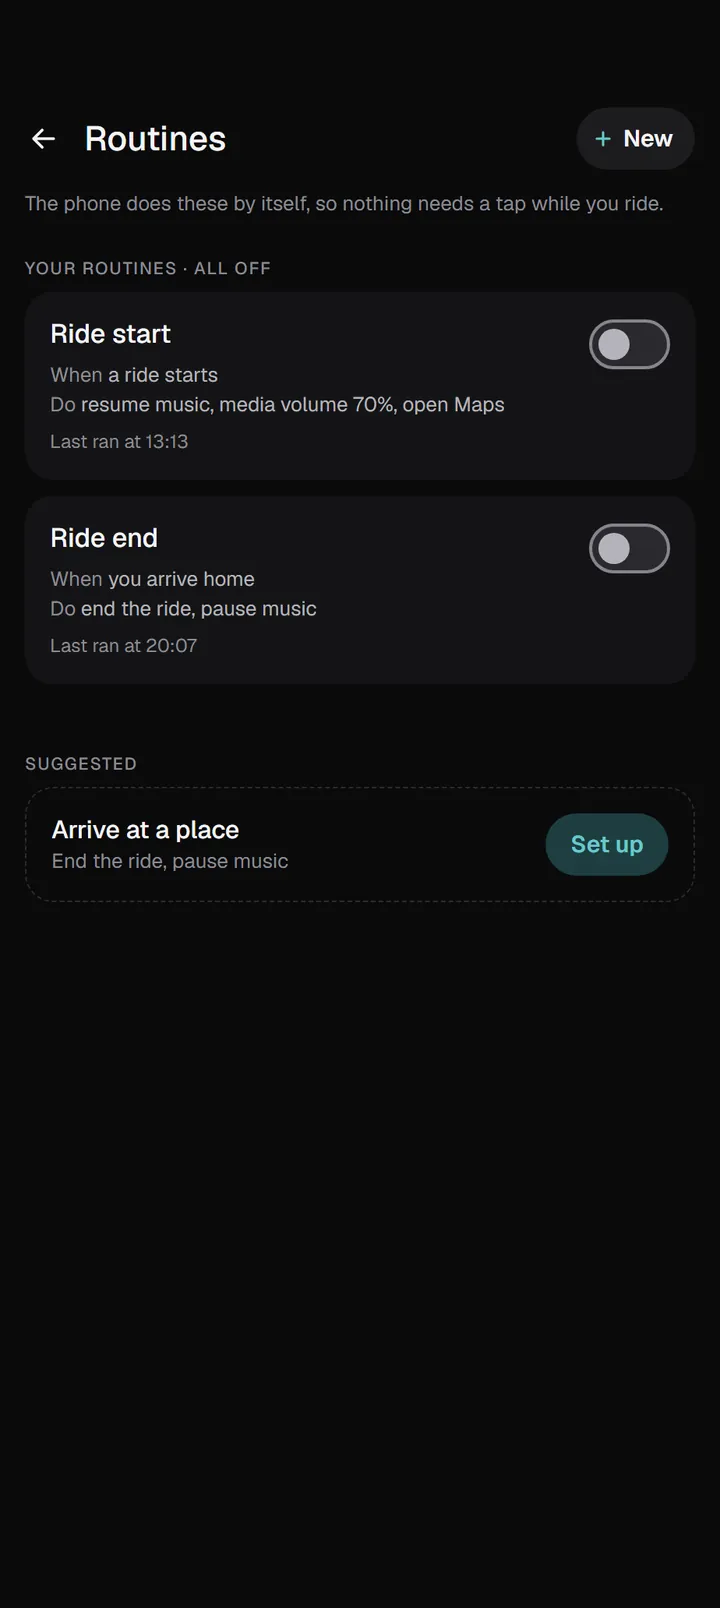 Routines
+ New
The phone does these by itself, so nothing needs a tap while you ride.
YOUR ROUTINES · ALL OFF
Ride start
When a ride starts
Do resume music, media volume 70%, open Maps
Last ran at 13:13
Ride end
When you arrive home
Do end the ride, pause music
Last ran at 20:07
SUGGESTED
Arrive at a place
End the ride, pause music
Set up